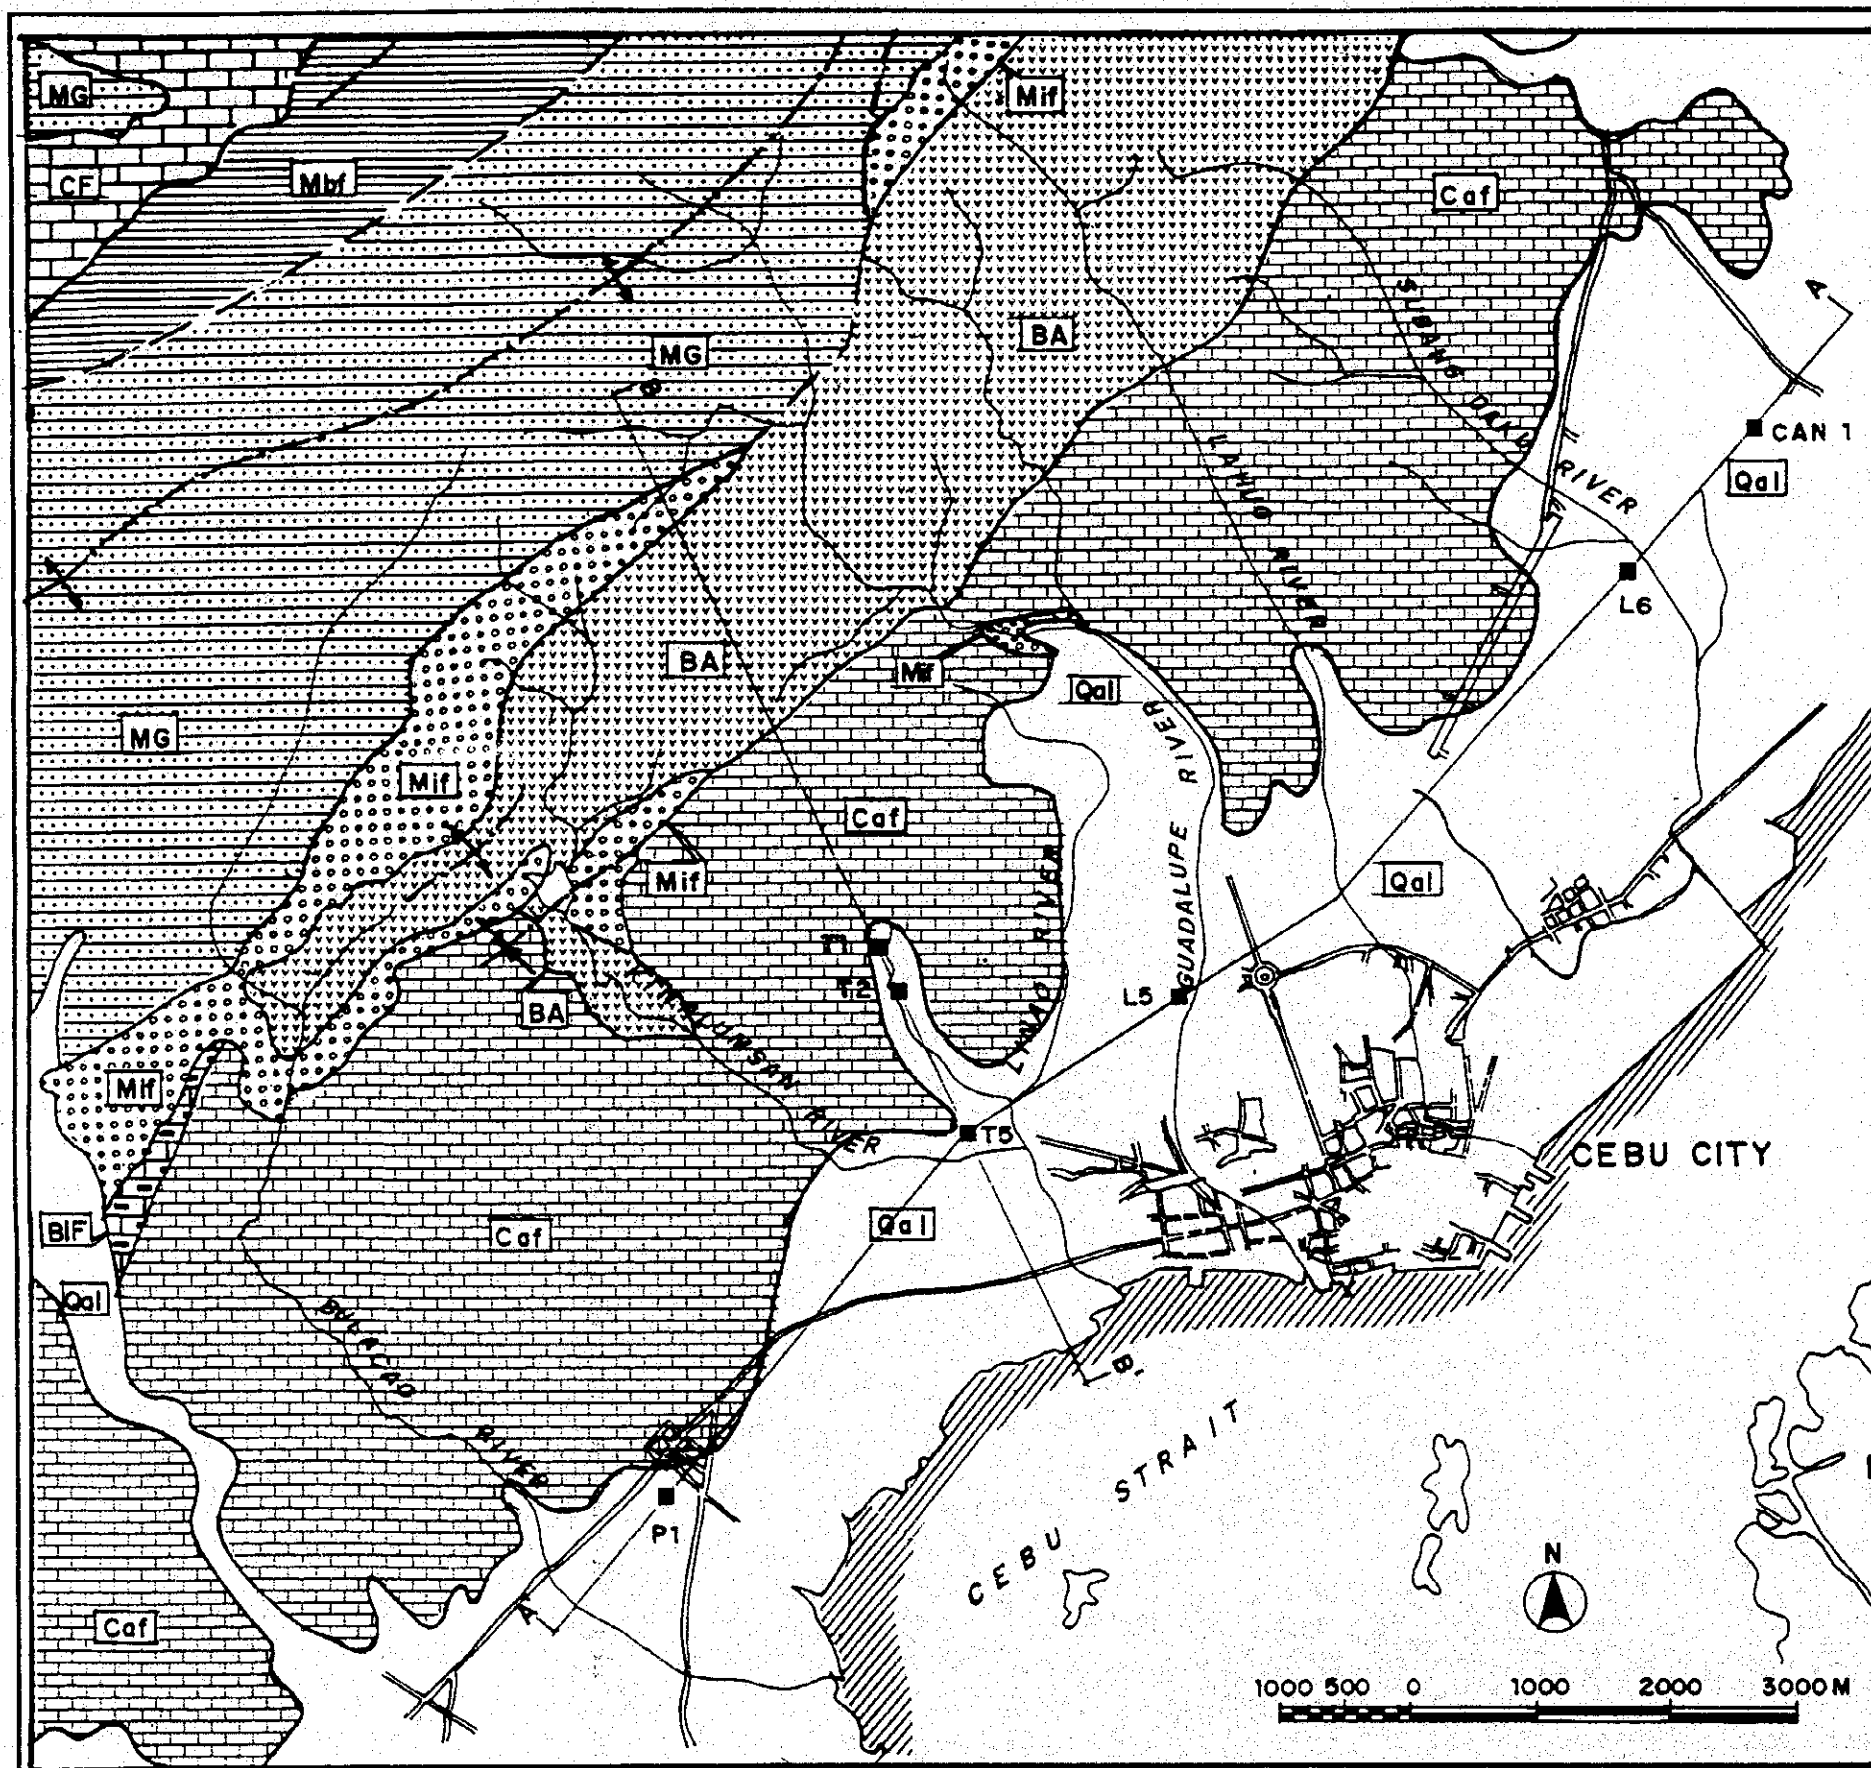 MG
Mif
CF
Mbf
Caf
A
BA
MG
B
SUBANG DAKU RIVER
CAN 1
Qal
LAHUG RIVER
L6
BA
Mif
Qal
MG
Mif
Caf
Mif
Qal
GUADALUPE RIVER
T1
T2
L5
BA
Mif
RIVER
T5
CEBU CITY
BIF
Caf
Qal
Qal
BULACAO RIVER
B'
CEBU STRAIT
P1
A'
Caf
N
1000 500 0 1000 2000 3000 M